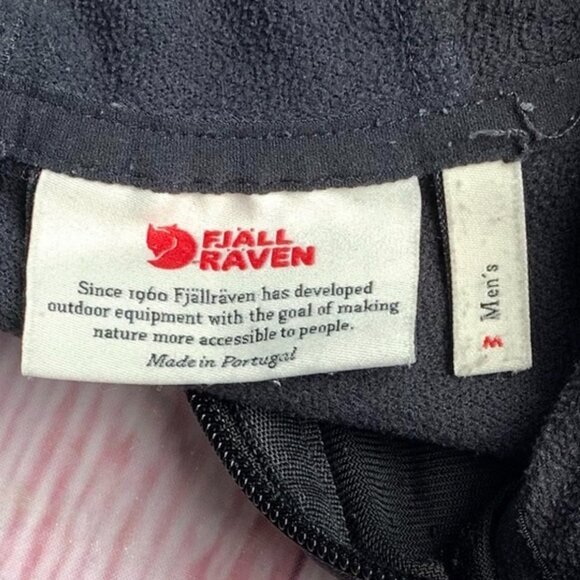 FJÄLL
RÄVEN
Since 1960 Fjällräven has developed
outdoor equipment with the goal of making
nature more accessible to people.
Made in Portugal
Men's
M